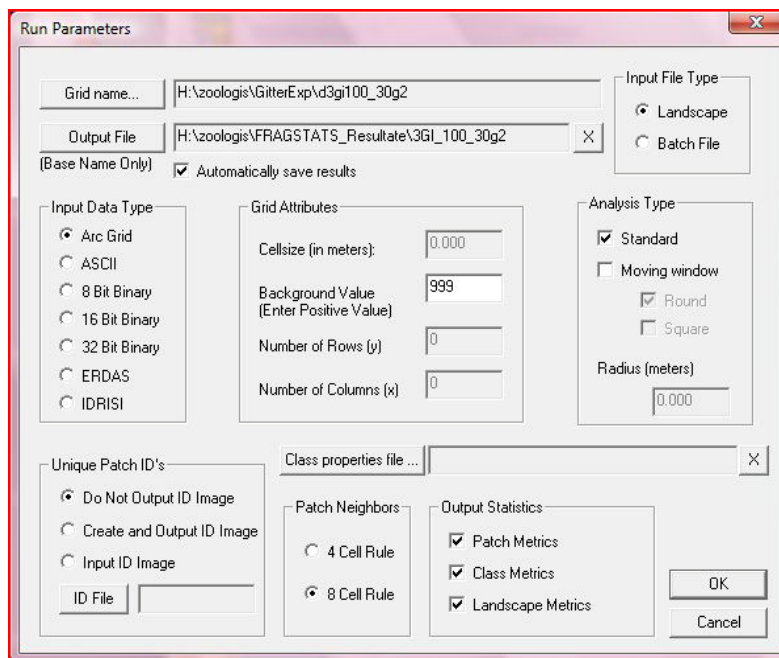 Run Parameters
X
Grid name...
H:\zoologis\GitterExp\d3gi100_30g2
Output File
H:\zoologis\FRAGSTATS_Resultate\3GI_100_30g2
X
(Base Name Only)
Automatically save results
Input File Type
Landscape
Batch File
Input Data Type
Arc Grid
ASCII
8 Bit Binary
16 Bit Binary
32 Bit Binary
ERDAS
IDRISI
Grid Attributes
Cellsize (in meters):
0.000
Background Value
(Enter Positive Value)
999
Number of Rows (y)
0
Number of Columns (x)
0
Analysis Type
Standard
Moving window
Round
Square
Radius (meters)
0.000
Unique Patch ID's
Do Not Output ID Image
Create and Output ID Image
Input ID Image
ID File
Class properties file ...
X
Patch Neighbors
4 Cell Rule
8 Cell Rule
Output Statistics
Patch Metrics
Class Metrics
Landscape Metrics
OK
Cancel